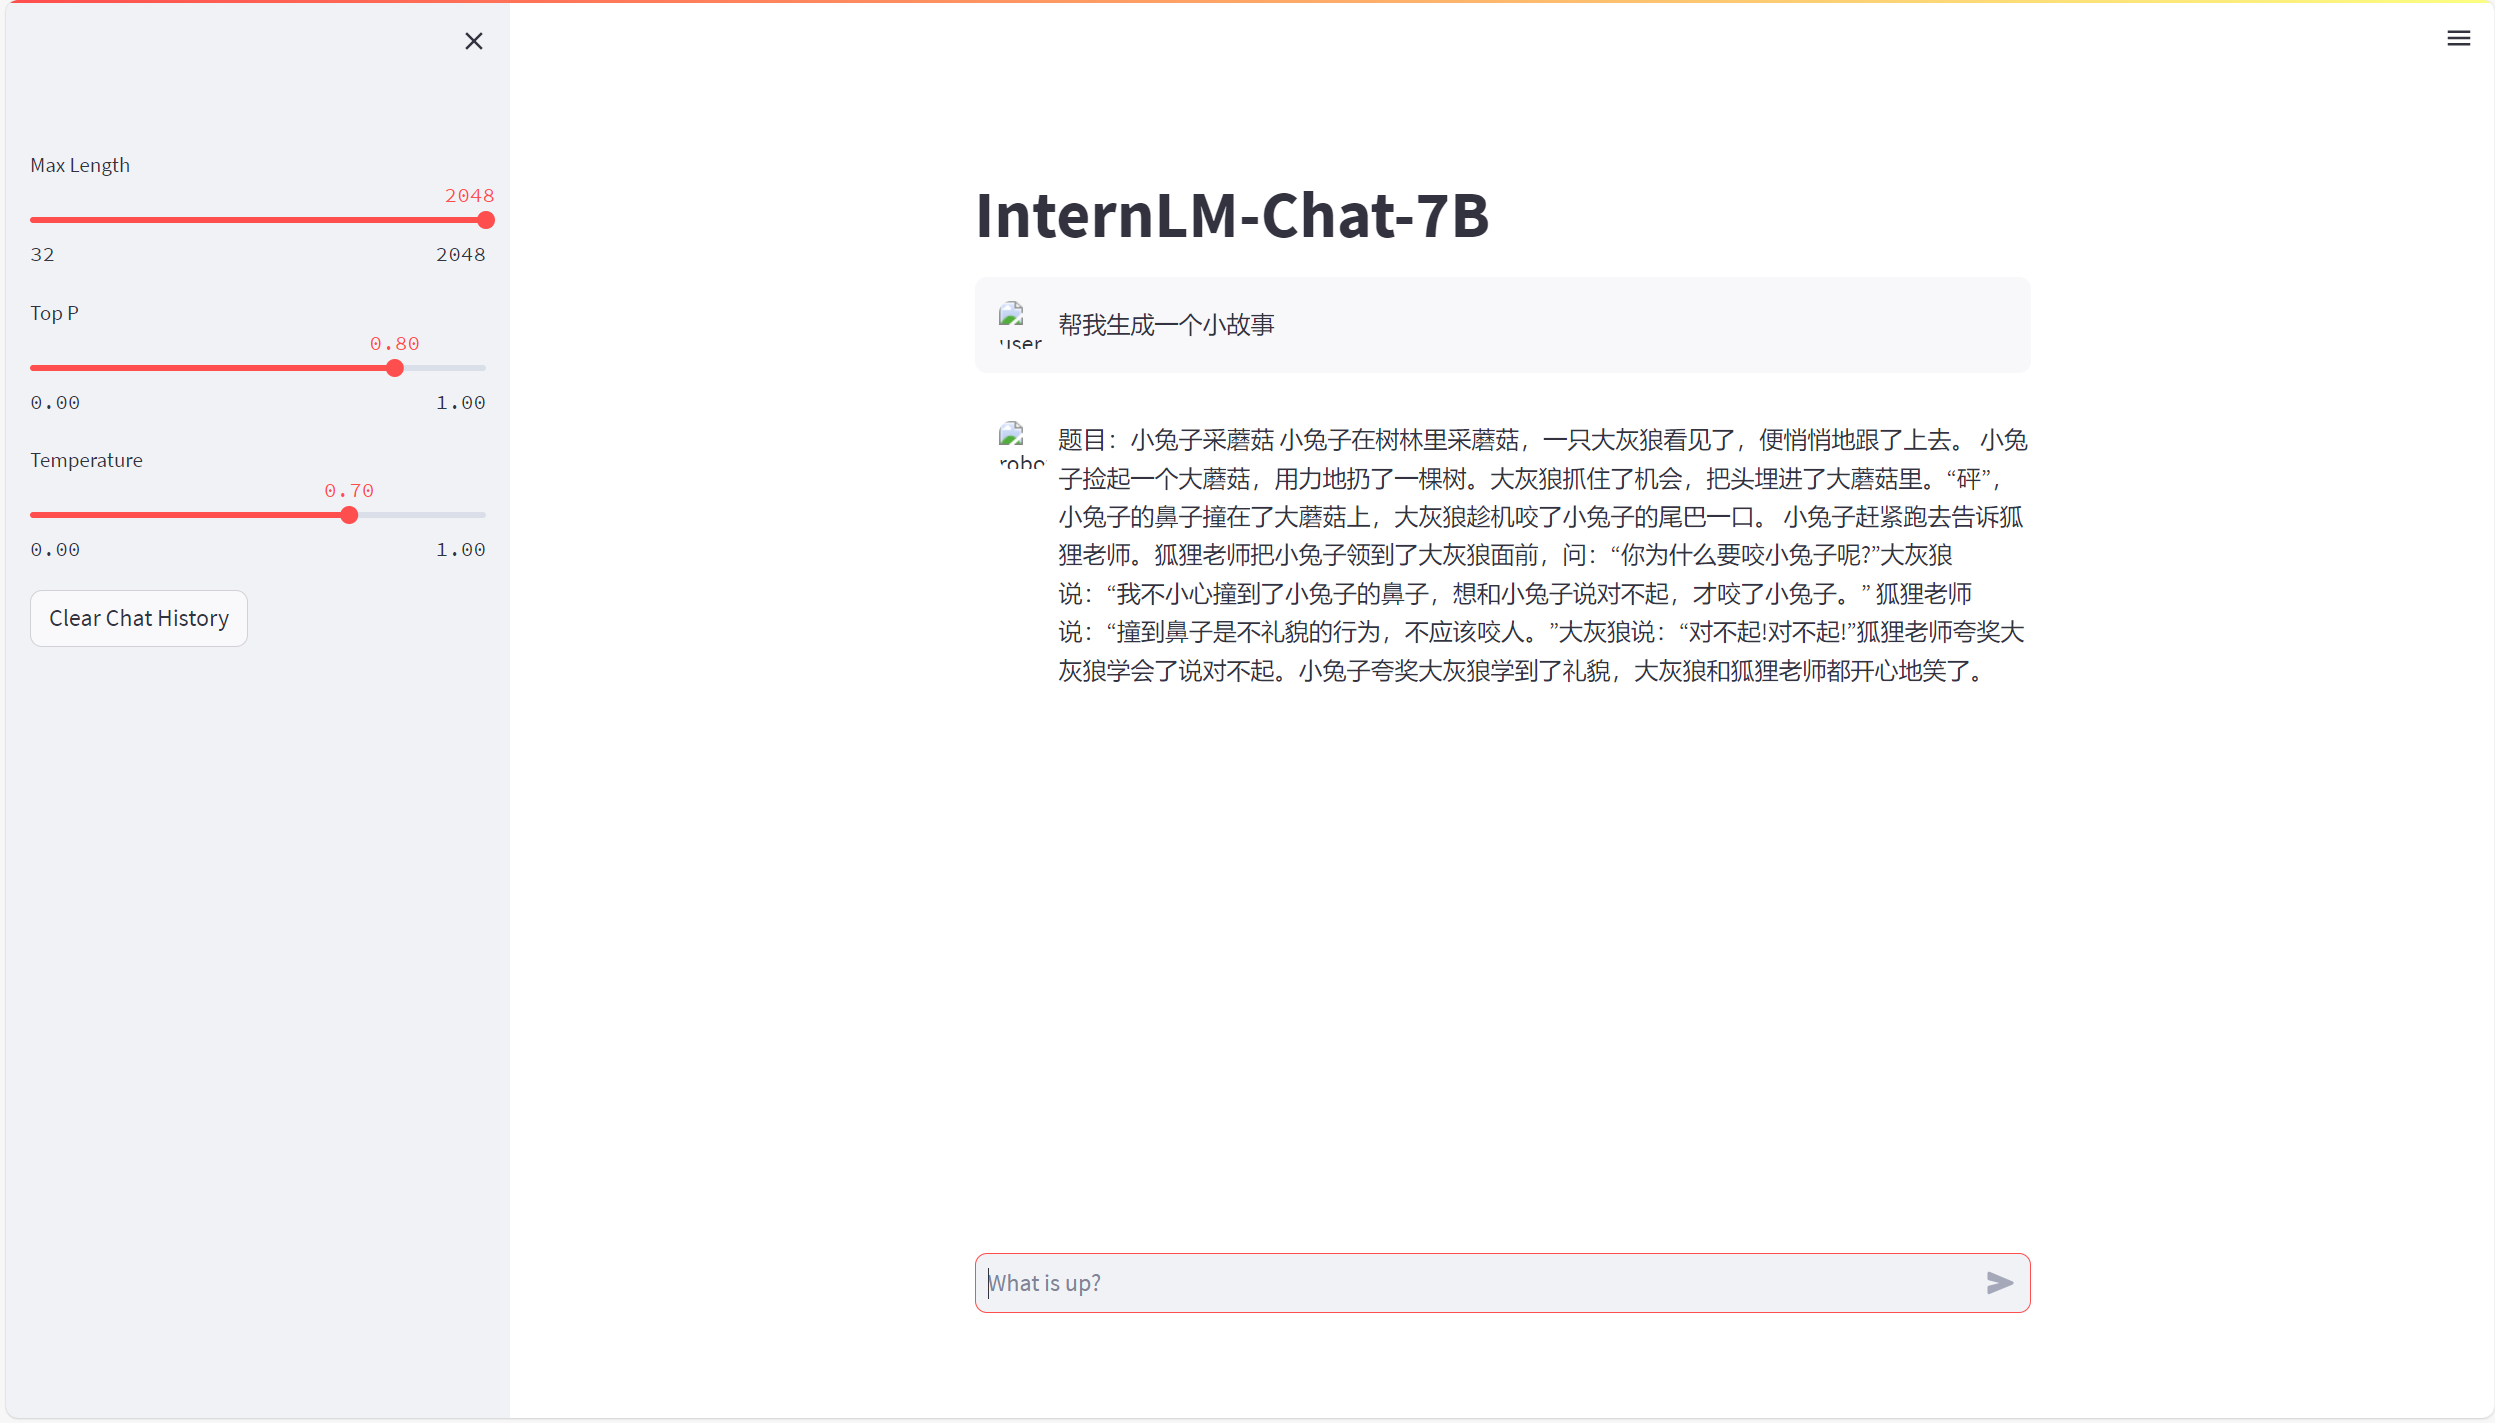 Max Length
2048
32 2048
Top P
0.80
0.00 1.00
Temperature
0.70
0.00 1.00
Clear Chat History
InternLM-Chat-7B
user
帮我生成一个小故事
robo
题目：小兔子采蘑菇 小兔子在树林里采蘑菇，一只大灰狼看见了，便悄悄地跟了上去。 小兔
子捡起一个大蘑菇，用力地扔了一棵树。大灰狼抓住了机会，把头埋进了大蘑菇里。“砰”，
小兔子的鼻子撞在了大蘑菇上，大灰狼趁机咬了小兔子的尾巴一口。 小兔子赶紧跑去告诉狐
狸老师。狐狸老师把小兔子领到了大灰狼面前，问：“你为什么要咬小兔子呢?”大灰狼
说：“我不小心撞到了小兔子的鼻子，想和小兔子说对不起，才咬了小兔子。” 狐狸老师
说：“撞到鼻子是不礼貌的行为，不应该咬人。”大灰狼说：“对不起!对不起!”狐狸老师夸奖大
灰狼学会了说对不起。小兔子夸奖大灰狼学到了礼貌，大灰狼和狐狸老师都开心地笑了。
What is up?